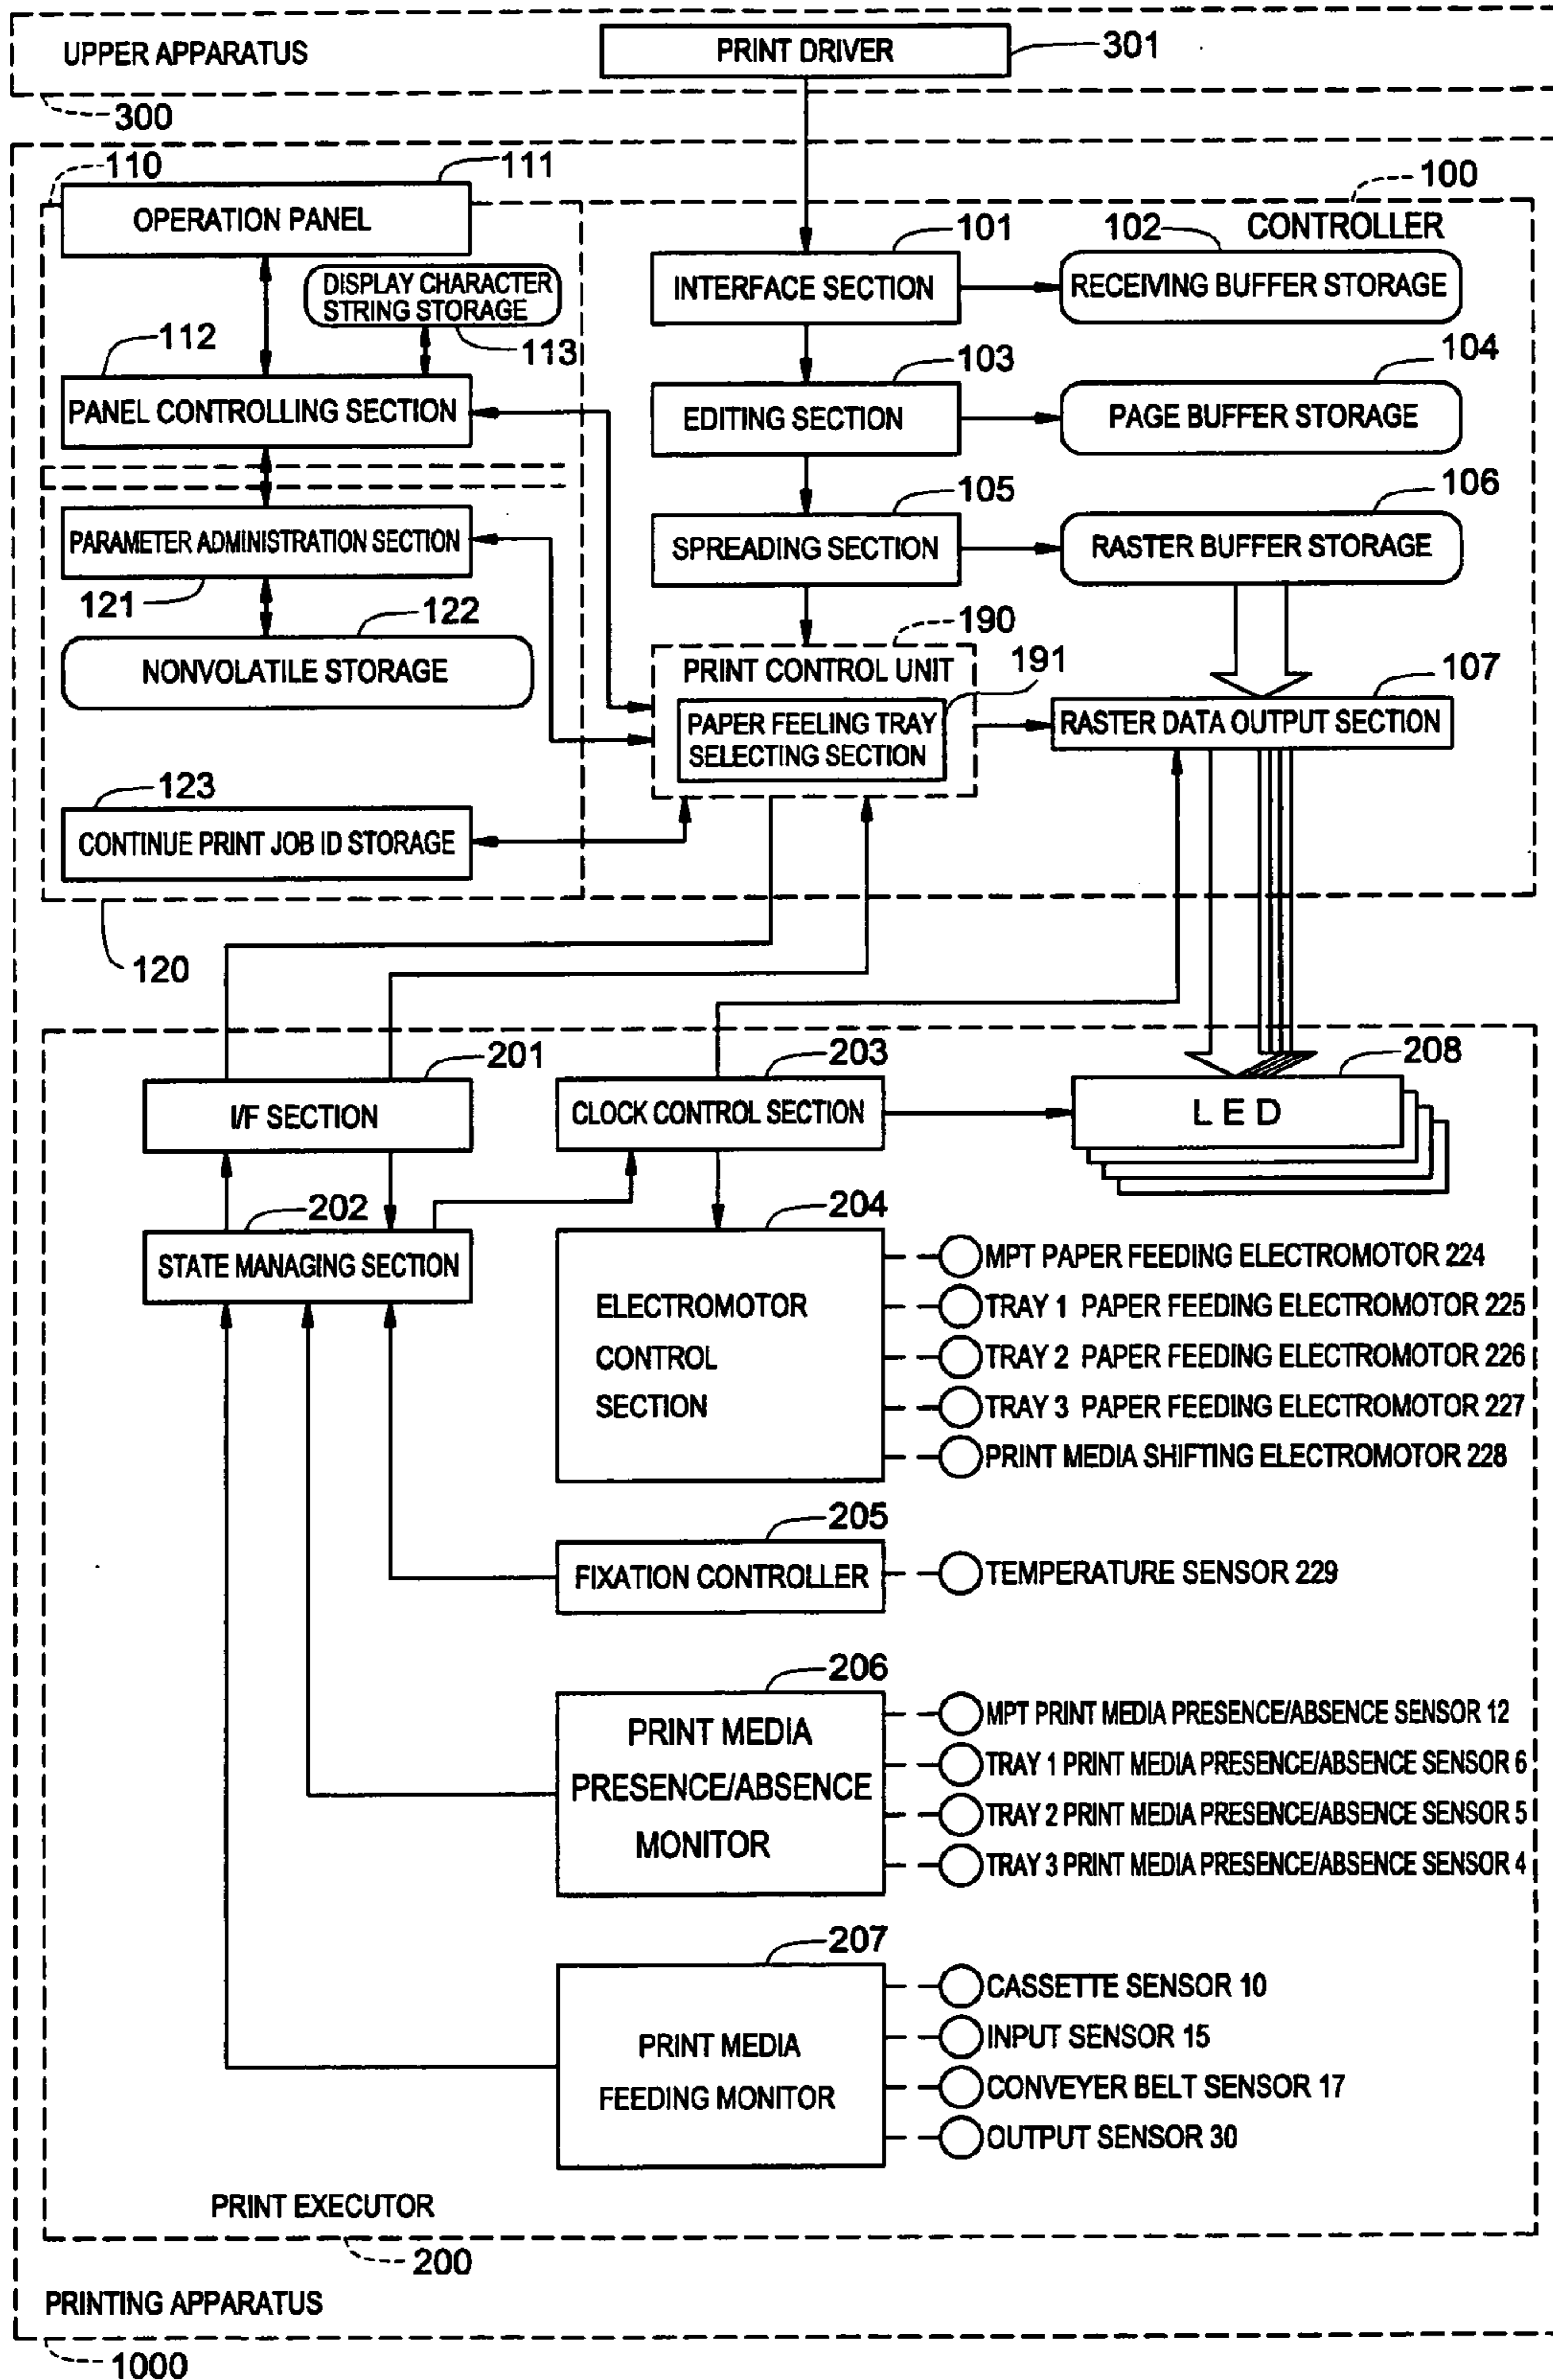 UPPER APPARATUS
PRINT DRIVER
301
300
110
111
100
OPERATION PANEL
101
102
CONTROLLER
DISPLAY CHARACTER
STRING STORAGE
INTERFACE SECTION
RECEIVING BUFFER STORAGE
112
113
103
104
PANEL CONTROLLING SECTION
EDITING SECTION
PAGE BUFFER STORAGE
105
106
PARAMETER ADMINISTRATION SECTION
SPREADING SECTION
RASTER BUFFER STORAGE
121
122
190
NONVOLATILE STORAGE
PRINT CONTROL UNIT
191
107
PAPER FEELING TRAY
SELECTING SECTION
RASTER DATA OUTPUT SECTION
123
CONTINUE PRINT JOB ID STORAGE
120
201
203
208
I/F SECTION
CLOCK CONTROL SECTION
LED
202
204
STATE MANAGING SECTION
MPT PAPER FEEDING ELECTROMOTOR 224
ELECTROMOTOR
CONTROL
SECTION
TRAY 1 PAPER FEEDING ELECTROMOTOR 225
TRAY 2 PAPER FEEDING ELECTROMOTOR 226
TRAY 3 PAPER FEEDING ELECTROMOTOR 227
PRINT MEDIA SHIFTING ELECTROMOTOR 228
205
FIXATION CONTROLLER
TEMPERATURE SENSOR 229
206
PRINT MEDIA
PRESENCE/ABSENCE
MONITOR
MPT PRINT MEDIA PRESENCE/ABSENCE SENSOR 12
TRAY 1 PRINT MEDIA PRESENCE/ABSENCE SENSOR 6
TRAY 2 PRINT MEDIA PRESENCE/ABSENCE SENSOR 5
TRAY 3 PRINT MEDIA PRESENCE/ABSENCE SENSOR 4
207
PRINT MEDIA
FEEDING MONITOR
CASSETTE SENSOR 10
INPUT SENSOR 15
CONVEYER BELT SENSOR 17
OUTPUT SENSOR 30
PRINT EXECUTOR
200
PRINTING APPARATUS
1000